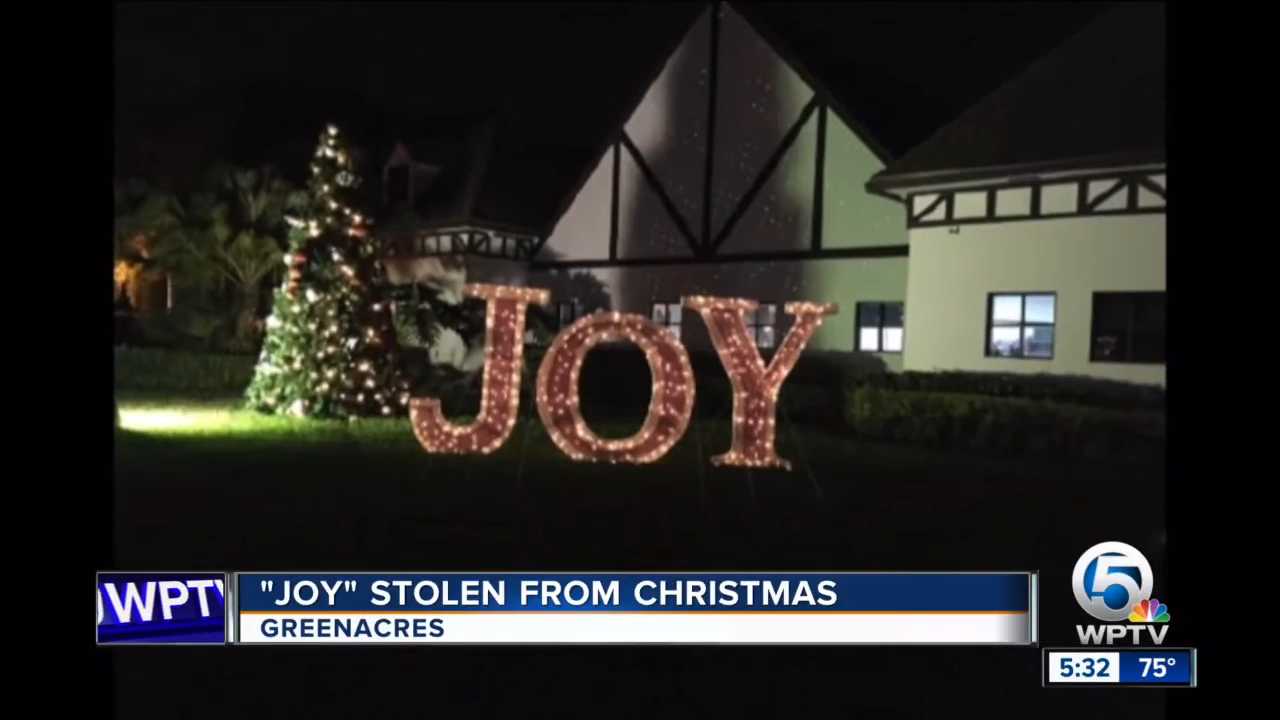 JOY
WPTV
"JOY" STOLEN FROM CHRISTMAS
GREENACRES
5
WPTV
5:32 75°